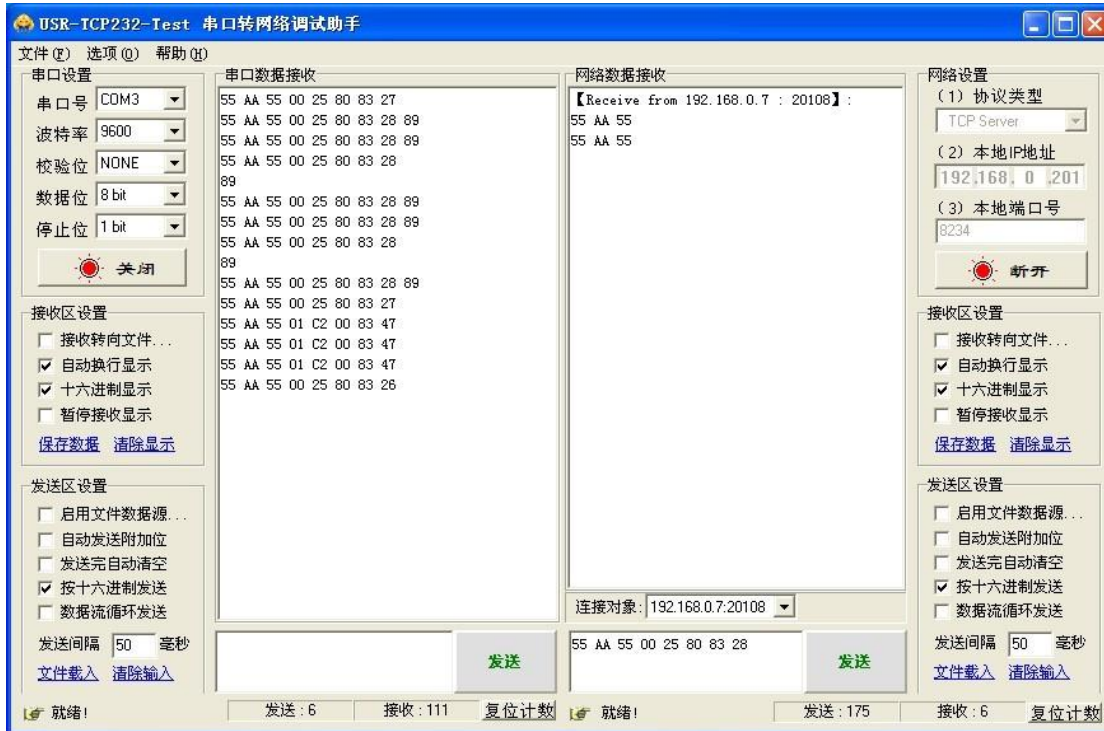 USR-TCP232-Test 串口转网络调试助手
文件(F) 选项(O) 帮助(H)
串口设置
串口号 COM3
波特率 9600
校验位 NONE
数据位 8 bit
停止位 1 bit
关闭
接收区设置
接收转向文件...
自动换行显示
十六进制显示
暂停接收显示
保存数据 清除显示
发送区设置
启用文件数据源...
自动发送附加位
发送完自动清空
按十六进制发送
数据流循环发送
发送间隔 50 毫秒
文件载入 清除输入
就绪!
串口数据接收
55 AA 55 00 25 80 83 27
55 AA 55 00 25 80 83 28 89
55 AA 55 00 25 80 83 28 89
55 AA 55 00 25 80 83 28
89
55 AA 55 00 25 80 83 28 89
55 AA 55 00 25 80 83 28 89
55 AA 55 00 25 80 83 28
89
55 AA 55 00 25 80 83 28 89
55 AA 55 00 25 80 83 27
55 AA 55 01 C2 00 83 47
55 AA 55 01 C2 00 83 47
55 AA 55 01 C2 00 83 47
55 AA 55 00 25 80 83 26
发送
发送:6 接收:111 复位计数
网络数据接收
【Receive from 192.168.0.7 : 20108】:
55 AA 55
55 AA 55
连接对象: 192.168.0.7:20108
55 AA 55 00 25 80 83 28
发送
就绪! 发送:175 接收:6 复位计数
网络设置
(1) 协议类型
TCP Server
(2) 本地IP地址
192.168. 0 .201
(3) 本地端口号
8234
断开
接收区设置
接收转向文件...
自动换行显示
十六进制显示
暂停接收显示
保存数据 清除显示
发送区设置
启用文件数据源...
自动发送附加位
发送完自动清空
按十六进制发送
数据流循环发送
发送间隔 50 毫秒
文件载入 清除输入